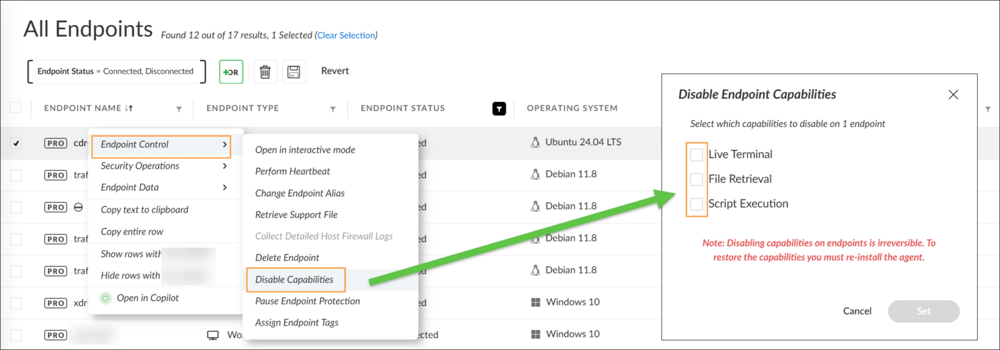 All Endpoints Found 12 out of 17 results, 1 Selected (Clear Selection)
Endpoint Status = Connected, Disconnected
OR
Revert
ENDPOINT NAME
ENDPOINT TYPE
ENDPOINT STATUS
OPERATING SYSTEM
PRO cdr-
Ubuntu 24.04 LTS
PRO traf
Debian 11.8
PRO
Debian 11.8
PRO traf
Debian 11.8
PRO traf
Debian 11.8
PRO xdr-
Windows 10
PRO
Wo
Windows 10
Endpoint Control
Security Operations
Endpoint Data
Copy text to clipboard
Copy entire row
Show rows with
Hide rows with
Open in Copilot
Open in interactive mode
Perform Heartbeat
Change Endpoint Alias
Retrieve Support File
Collect Detailed Host Firewall Logs
Delete Endpoint
Disable Capabilities
Pause Endpoint Protection
Assign Endpoint Tags
Disable Endpoint Capabilities
Select which capabilities to disable on 1 endpoint
Live Terminal
File Retrieval
Script Execution
Note: Disabling capabilities on endpoints is irreversible. To
restore the capabilities you must re-install the agent.
Cancel
Set